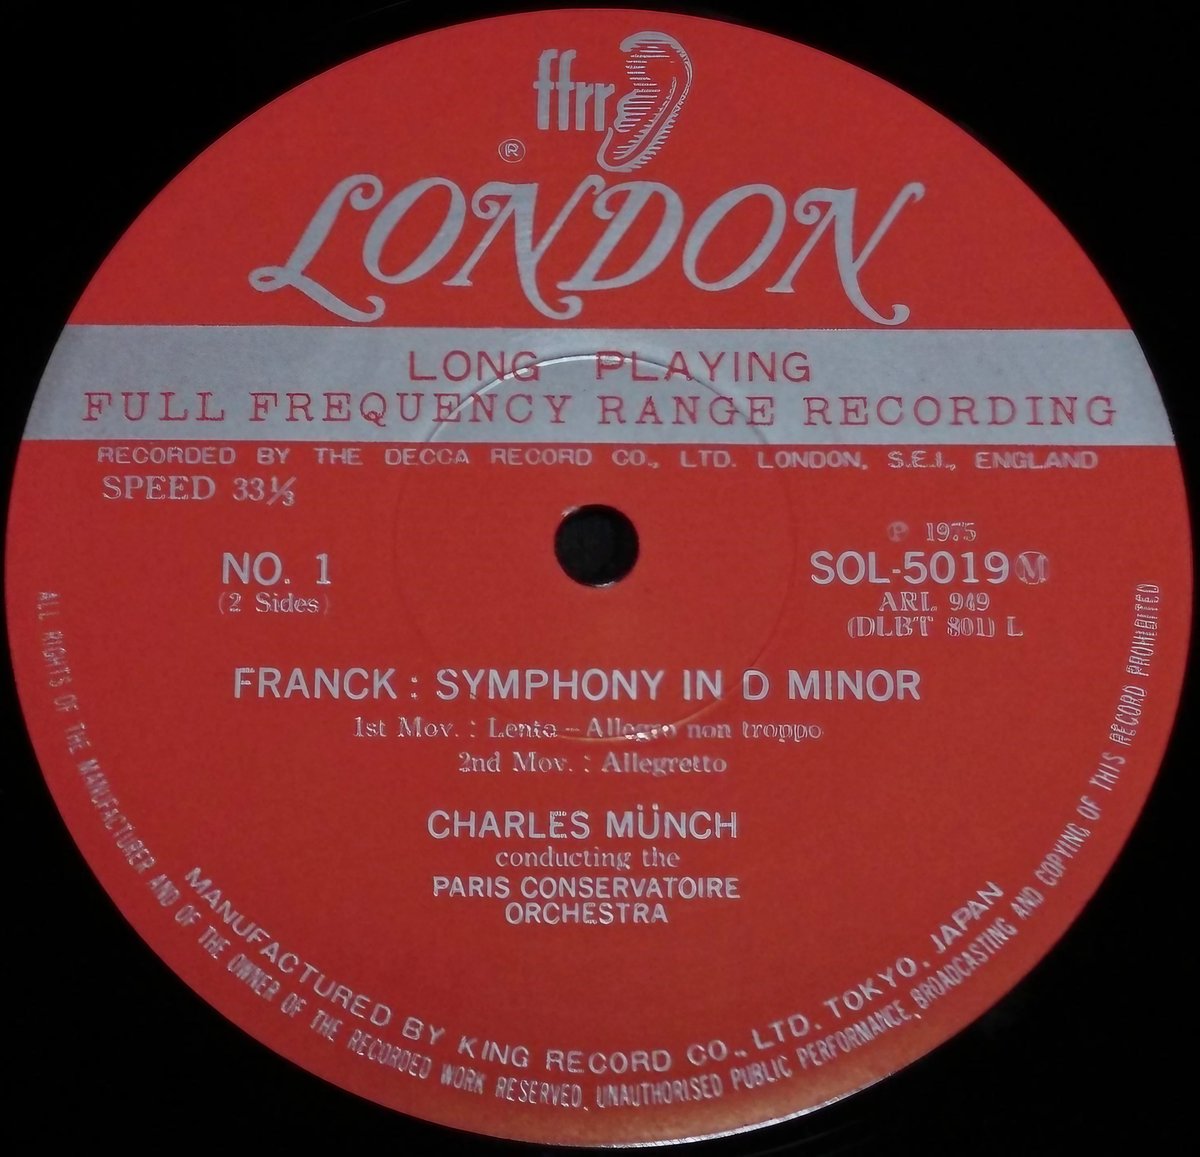 ffrr
®
LONDON
LONG PLAYING
FULL FREQUENCY RANGE RECORDING
RECORDED BY THE DECCA RECORD CO., LTD. LONDON, S.E.I., ENGLAND
SPEED 33⅓
℗ 1975
NO. 1
SOL-5019 Ⓜ
(2 Sides)
ARL 949
(DLBT 801) L
FRANCK : SYMPHONY IN D MINOR
1st Mov. : Lento – Allegro non troppo
2nd Mov. : Allegretto
CHARLES MÜNCH
conducting the
PARIS CONSERVATOIRE
ORCHESTRA
MANUFACTURED BY KING RECORD CO., LTD. TOKYO. JAPAN
ALL RIGHTS OF THE MANUFACTURER AND OF THE OWNER OF THE RECORDED WORK RESERVED. UNAUTHORISED PUBLIC PERFORMANCE, BROADCASTING AND COPYING OF THIS RECORD PROHIBITED